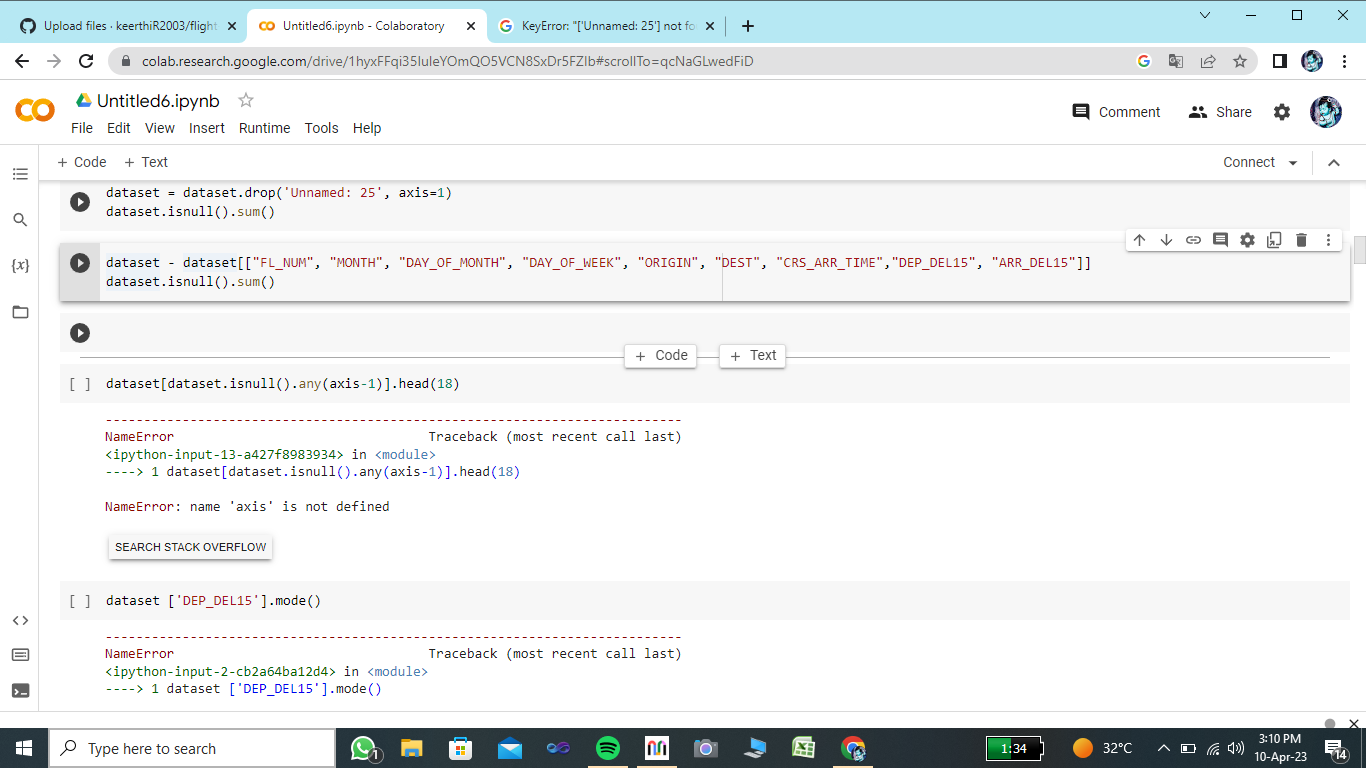 Upload files · keerthiR2003/flight
Untitled6.ipynb - Colaboratory
KeyError: "['Unnamed: 25'] not fo
colab.research.google.com/drive/1hyxFFqi35luleYOmQO5VCN8SxDr5FZlb#scrollTo=qcNaGLwedFiD
Untitled6.ipynb
File Edit View Insert Runtime Tools Help
Comment
Share
+ Code + Text
Connect
dataset = dataset.drop('Unnamed: 25', axis=1)
dataset.isnull().sum()
dataset - dataset[["FL_NUM", "MONTH", "DAY_OF_MONTH", "DAY_OF_WEEK", "ORIGIN", "DEST", "CRS_ARR_TIME","DEP_DEL15", "ARR_DEL15"]]
dataset.isnull().sum()
+ Code + Text
[ ] dataset[dataset.isnull().any(axis-1)].head(18)
---------------------------------------------------------------------------
NameError Traceback (most recent call last)
<ipython-input-13-a427f8983934> in <module>
----> 1 dataset[dataset.isnull().any(axis-1)].head(18)
NameError: name 'axis' is not defined
SEARCH STACK OVERFLOW
[ ] dataset ['DEP_DEL15'].mode()
---------------------------------------------------------------------------
NameError Traceback (most recent call last)
<ipython-input-2-cb2a64ba12d4> in <module>
----> 1 dataset ['DEP_DEL15'].mode()
Type here to search
1
1:34
32°C
3:10 PM
10-Apr-23
14